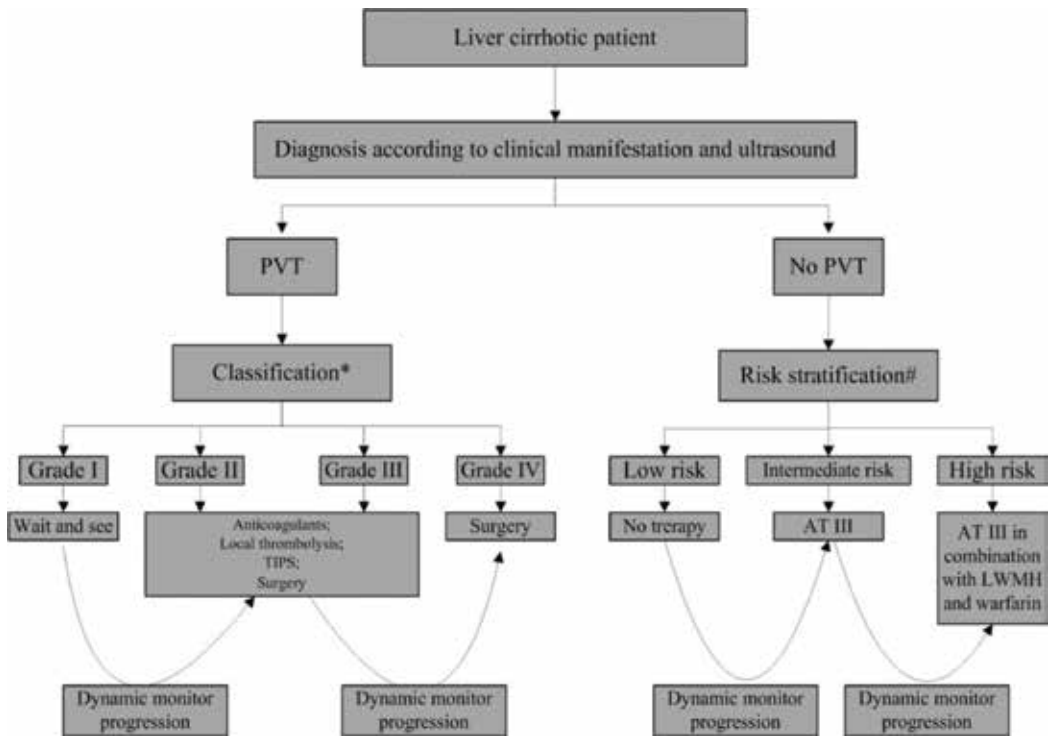 Liver cirrhotic patient
Diagnosis according to clinical manifestation and ultrasound
PVT
No PVT
Classification*
Risk stratification#
Grade I
Grade II
Grade III
Grade IV
Low risk
Intermediate risk
High risk
Wait and see
Anticoagulants;
Local thrombolysis;
TIPS;
Surgery
Surgery
No trerapy
AT III
AT III in
combination
with LWMH
and warfarin
Dynamic monitor
progression
Dynamic monitor
progression
Dynamic monitor
progression
Dynamic monitor
progression